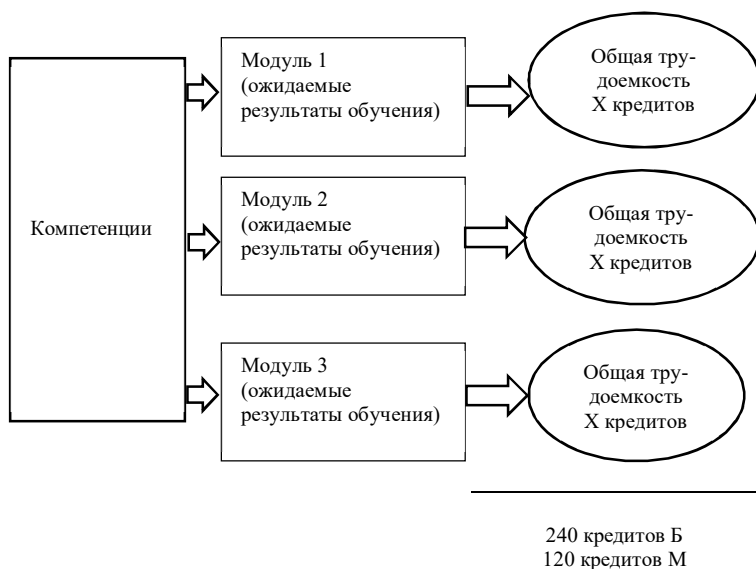 Компетенции
Модуль 1
(ожидаемые
результаты обучения)
Общая тру-
доемкость
X кредитов
Модуль 2
(ожидаемые
результаты обучения)
Общая тру-
доемкость
X кредитов
Модуль 3
(ожидаемые
результаты обучения)
Общая тру-
доемкость
X кредитов
240 кредитов Б
120 кредитов М